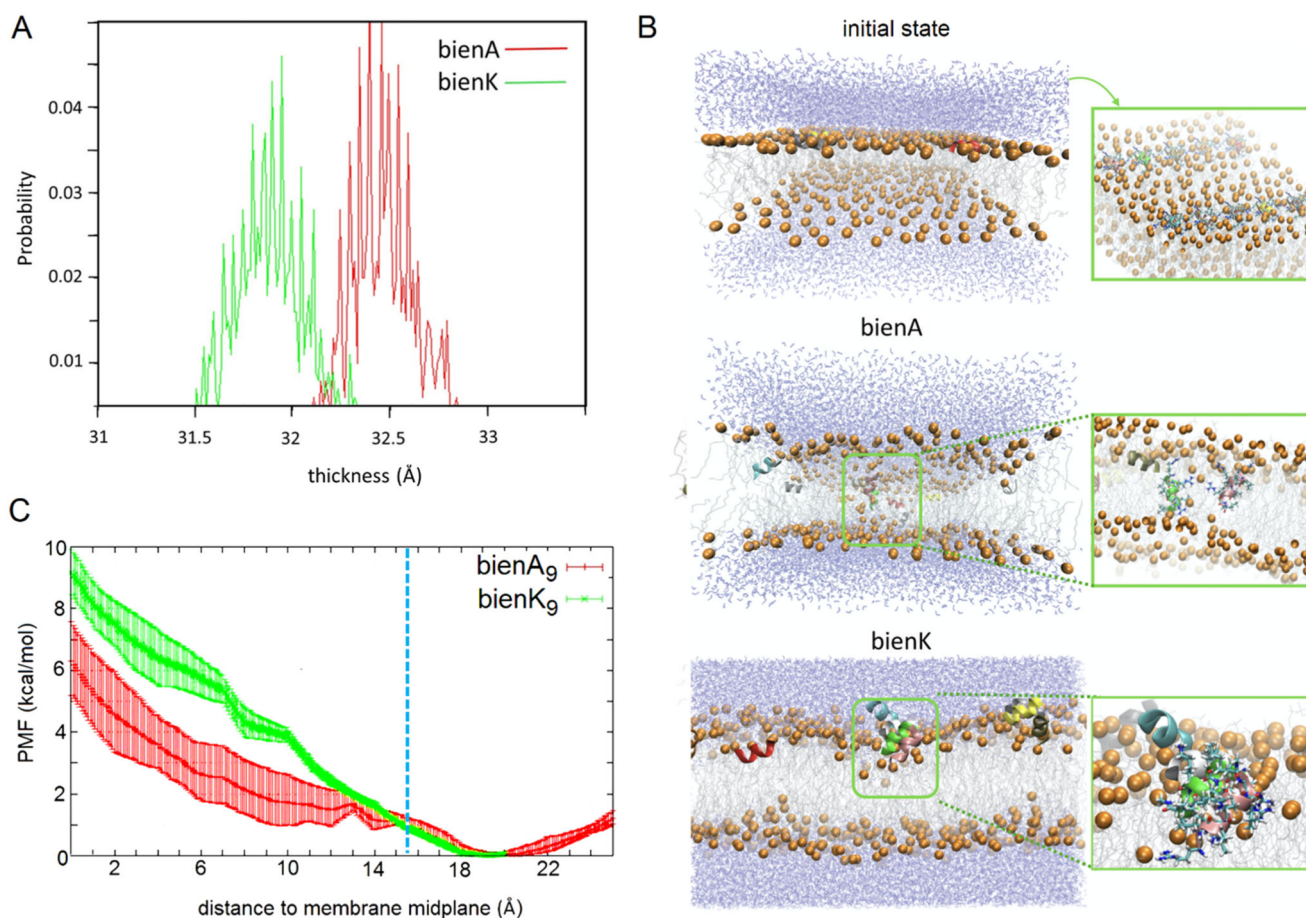 A
bienA
bienK
Probability
0.04
0.03
0.02
0.01
31
31.5
32
32.5
33
thickness (Å)
B
initial state
bienA
bienK
C
bienA9
bienK9
PMF (kcal/mol)
10
8
6
4
2
0
2
6
10
14
18
22
distance to membrane midplane (Å)